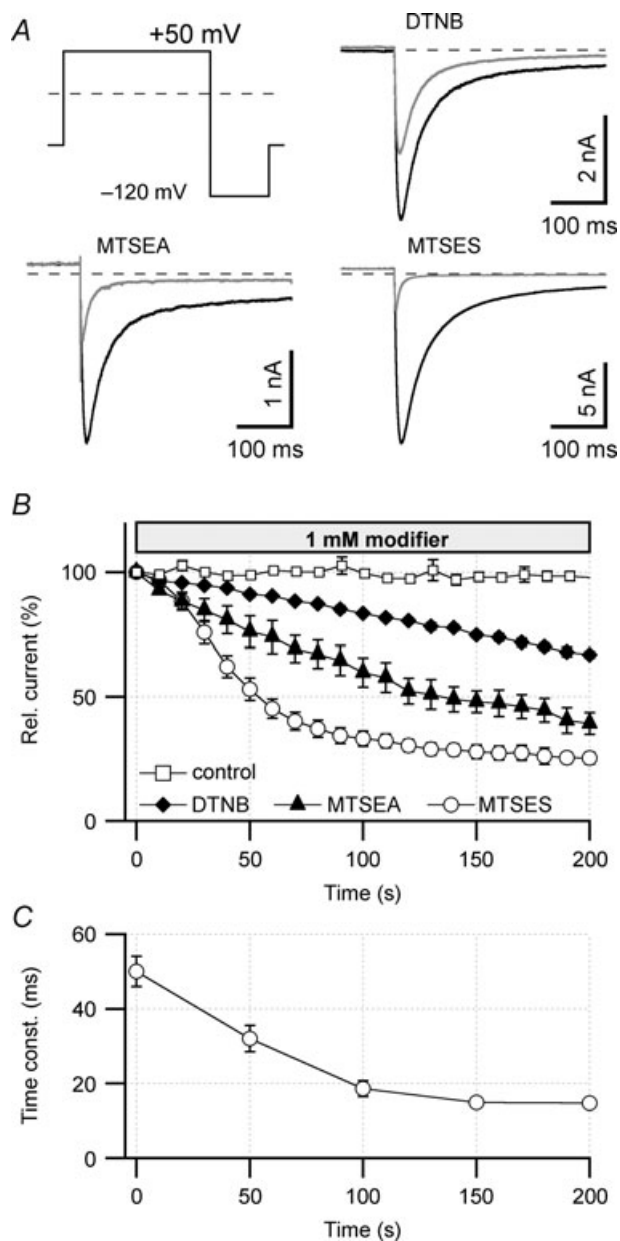 A
+50 mV
−120 mV
DTNB
2 nA
100 ms
MTSEA
1 nA
100 ms
MTSES
5 nA
100 ms
B
1 mM modifier
Rel. current (%)
100
50
0
control
DTNB MTSEA MTSES
0 50 100 150 200
Time (s)
C
Time const. (ms)
60
40
20
0
0 50 100 150 200
Time (s)